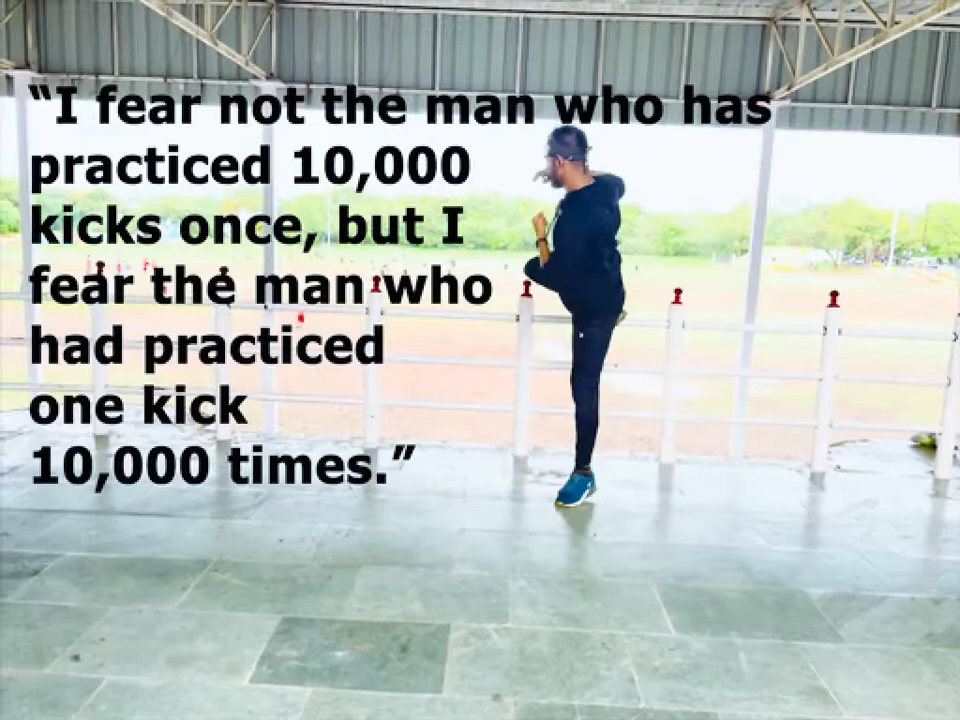 “I fear not the man who has
practiced 10,000
kicks once, but I
fear the man who
had practiced
one kick
10,000 times.”